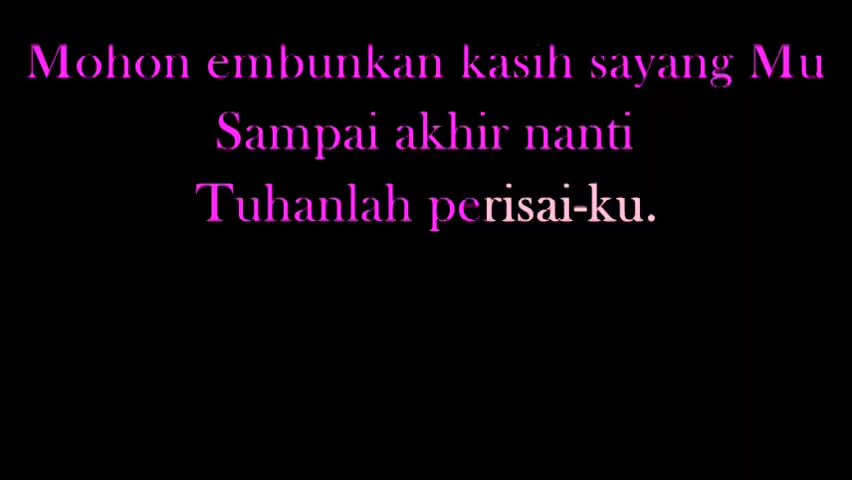 Mohon embunkan kasih sayang Mu
Sampai akhir nanti
Tuhanlah perisai-ku.